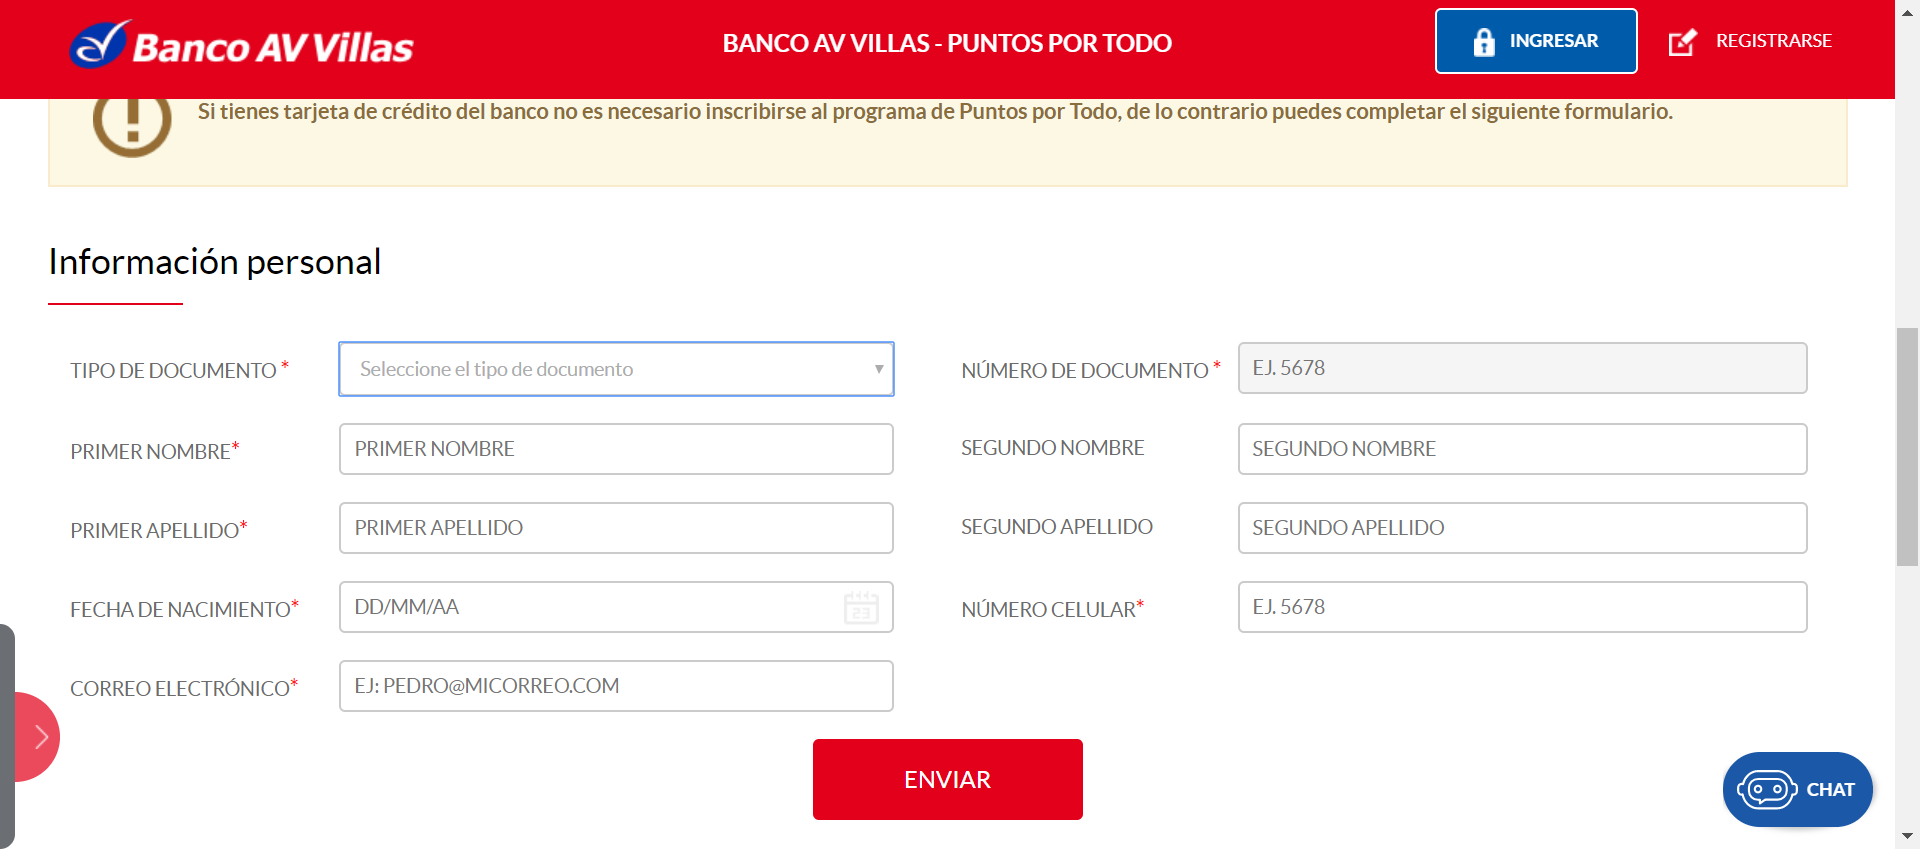 Banco AV Villas
BANCO AV VILLAS - PUNTOS POR TODO
INGRESAR
REGISTRARSE
Si tienes tarjeta de crédito del banco no es necesario inscribirse al programa de Puntos por Todo, de lo contrario puedes completar el siguiente formulario.
Información personal
TIPO DE DOCUMENTO *
Seleccione el tipo de documento
NÚMERO DE DOCUMENTO *
EJ. 5678
PRIMER NOMBRE*
PRIMER NOMBRE
SEGUNDO NOMBRE
SEGUNDO NOMBRE
PRIMER APELLIDO*
PRIMER APELLIDO
SEGUNDO APELLIDO
SEGUNDO APELLIDO
FECHA DE NACIMIENTO*
DD/MM/AA
23
NÚMERO CELULAR*
EJ. 5678
CORREO ELECTRÓNICO*
EJ: PEDRO@MICORREO.COM
ENVIAR
CHAT